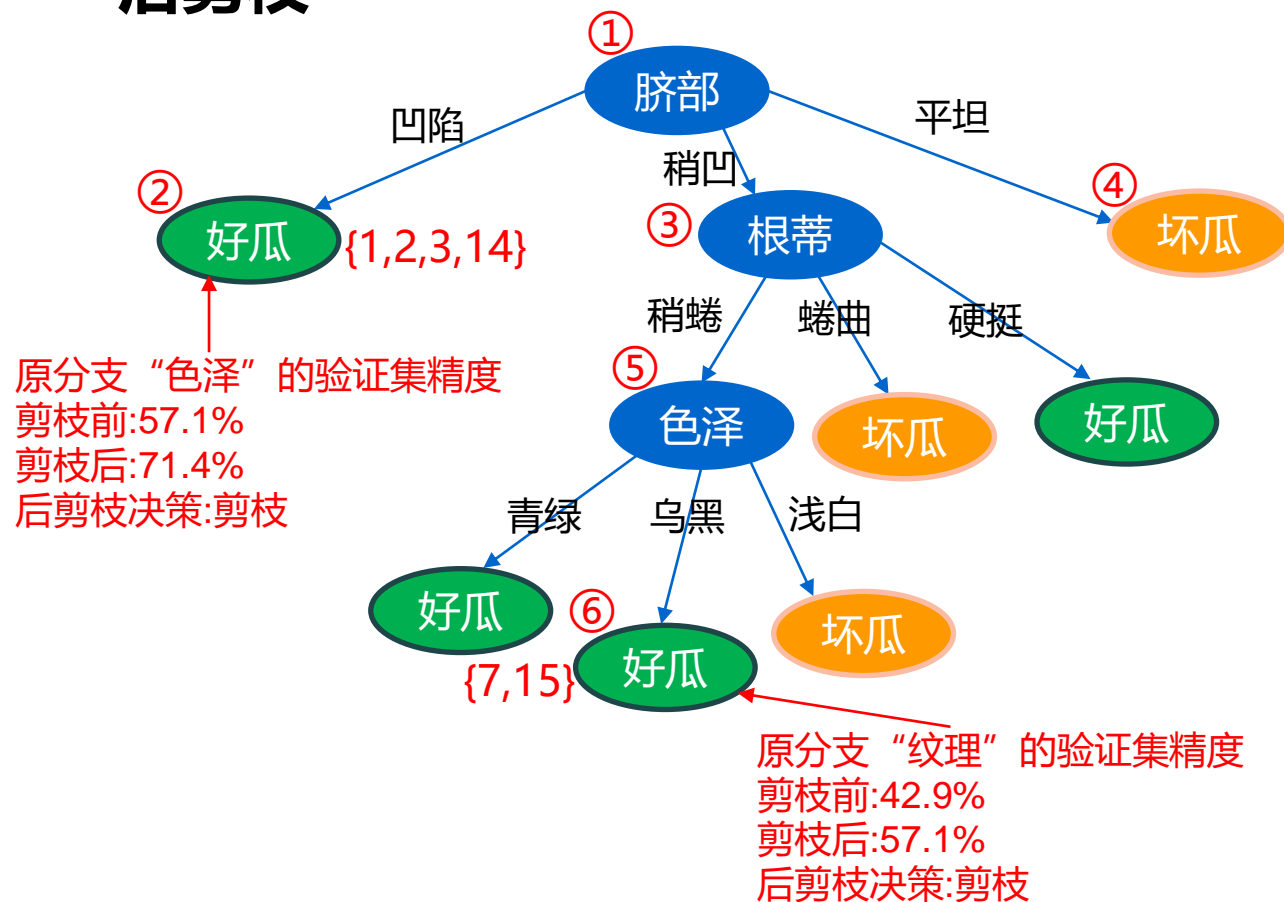 后剪枝
①
脐部
凹陷
稍凹
平坦
②
好瓜
{1,2,3,14}
③
根蒂
④
坏瓜
稍蜷
蜷曲
硬挺
原分支“色泽”的验证集精度
剪枝前:57.1%
剪枝后:71.4%
后剪枝决策:剪枝
⑤
色泽
坏瓜
好瓜
青绿
乌黑
浅白
好瓜
⑥
好瓜
{7,15}
坏瓜
原分支“纹理”的验证集精度
剪枝前:42.9%
剪枝后:57.1%
后剪枝决策:剪枝